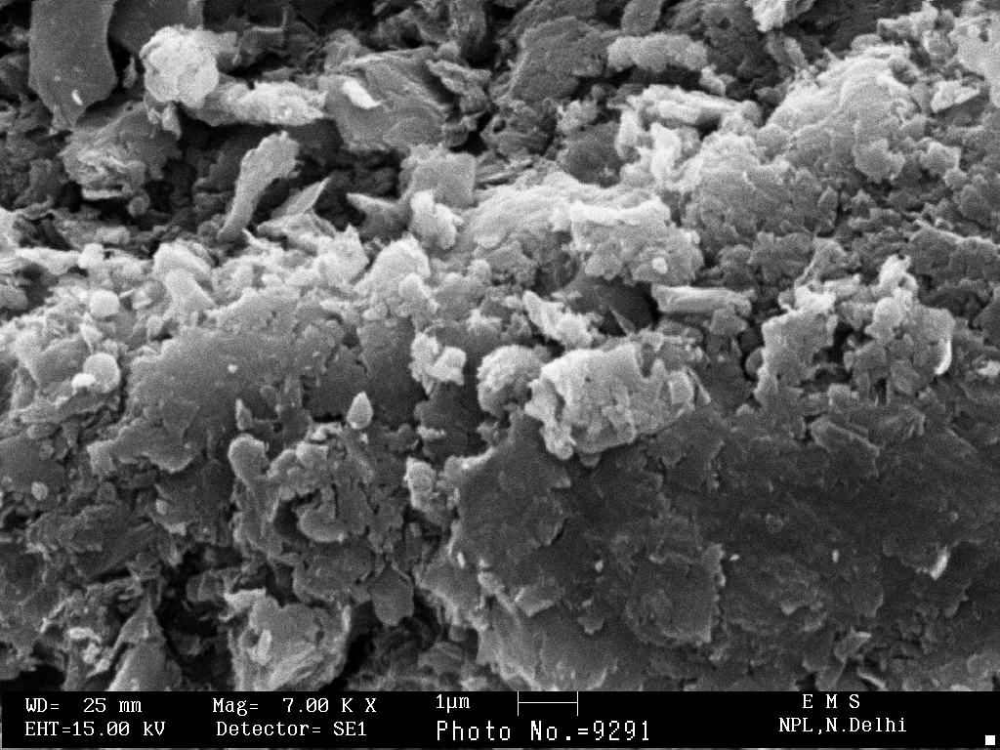 WD= 25 mm Mag= 7.00 K X 1µm E M S
EHT=15.00 kV Detector= SE1 Photo No.=9291 NPL,N.Delhi